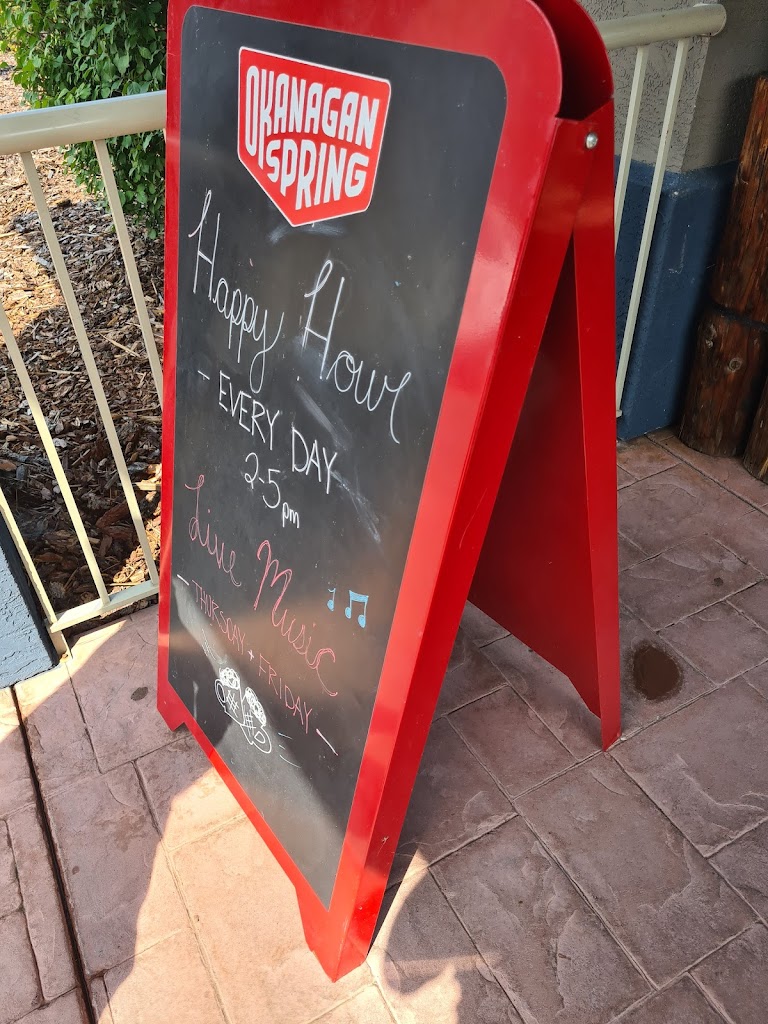 OKANAGAN
SPRING
Happy Hour
- EVERY DAY
2-5pm
Live Music
- THURSDAY + FRIDAY -